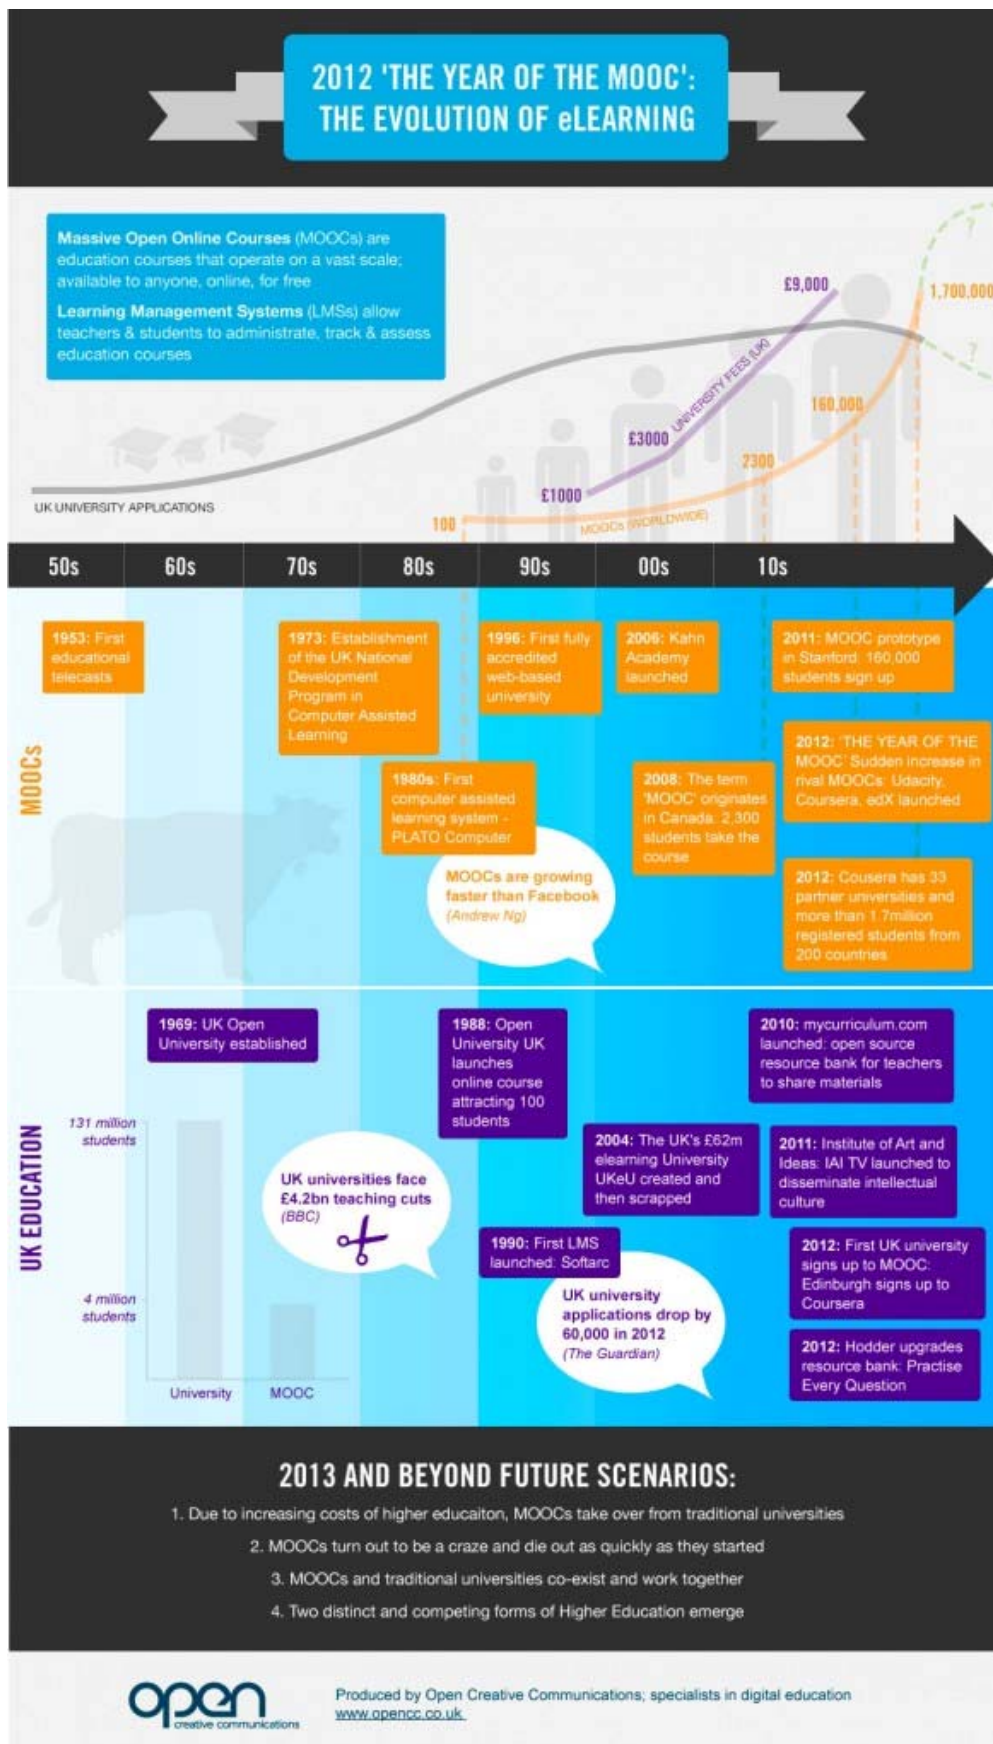 2012 'THE YEAR OF THE MOOC':
THE EVOLUTION OF eLEARNING
Massive Open Online Courses (MOOCs) are
education courses that operate on a vast scale;
available to anyone, online, for free
Learning Management Systems (LMSs) allow
teachers & students to administrate, track & assess
education courses
?
£9,000
1,700,000
?
UNIVERSITY FEES (UK)
160,000
£3000
2300
£1000
UK UNIVERSITY APPLICATIONS
100
MOOCs (WORLDWIDE)
50s
60s
70s
80s
90s
00s
10s
MOOCs
1953: First
educational
telecasts
1973: Establishment
of the UK National
Development
Program in
Computer Assisted
Learning
1996: First fully
accredited
web-based
university
2006: Kahn
Academy
launched
2011: MOOC prototype
in Stanford: 160,000
students sign up
1980s: First
computer assisted
learning system -
PLATO Computer
2008: The term
'MOOC' originates
in Canada. 2,300
students take the
course
2012: 'THE YEAR OF THE
MOOC' Sudden increase in
rival MOOCs: Udacity,
Coursera, edX launched
MOOCs are growing
faster than Facebook
(Andrew Ng)
2012: Cousera has 33
partner universities and
more than 1.7million
registered students from
200 countries
UK EDUCATION
1969: UK Open
University established
1988: Open
University UK
launches
online course
attracting 100
students
2010: mycurriculum.com
launched: open source
resource bank for teachers
to share materials
131 million
students
4 million
students
University
MOOC
UK universities face
£4.2bn teaching cuts
(BBC)
2004: The UK's £62m
elearning University
UKeU created and
then scrapped
2011: Institute of Art and
Ideas: IAI TV launched to
disseminate intellectual
culture
1990: First LMS
launched: Softarc
2012: First UK university
signs up to MOOC:
Edinburgh signs up to
Coursera
UK university
applications drop by
60,000 in 2012
(The Guardian)
2012: Hodder upgrades
resource bank: Practise
Every Question
2013 AND BEYOND FUTURE SCENARIOS:
1. Due to increasing costs of higher educaiton, MOOCs take over from traditional universities
2. MOOCs turn out to be a craze and die out as quickly as they started
3. MOOCs and traditional universities co-exist and work together
4. Two distinct and competing forms of Higher Education emerge
open
creative communications
Produced by Open Creative Communications; specialists in digital education
www.opencc.co.uk